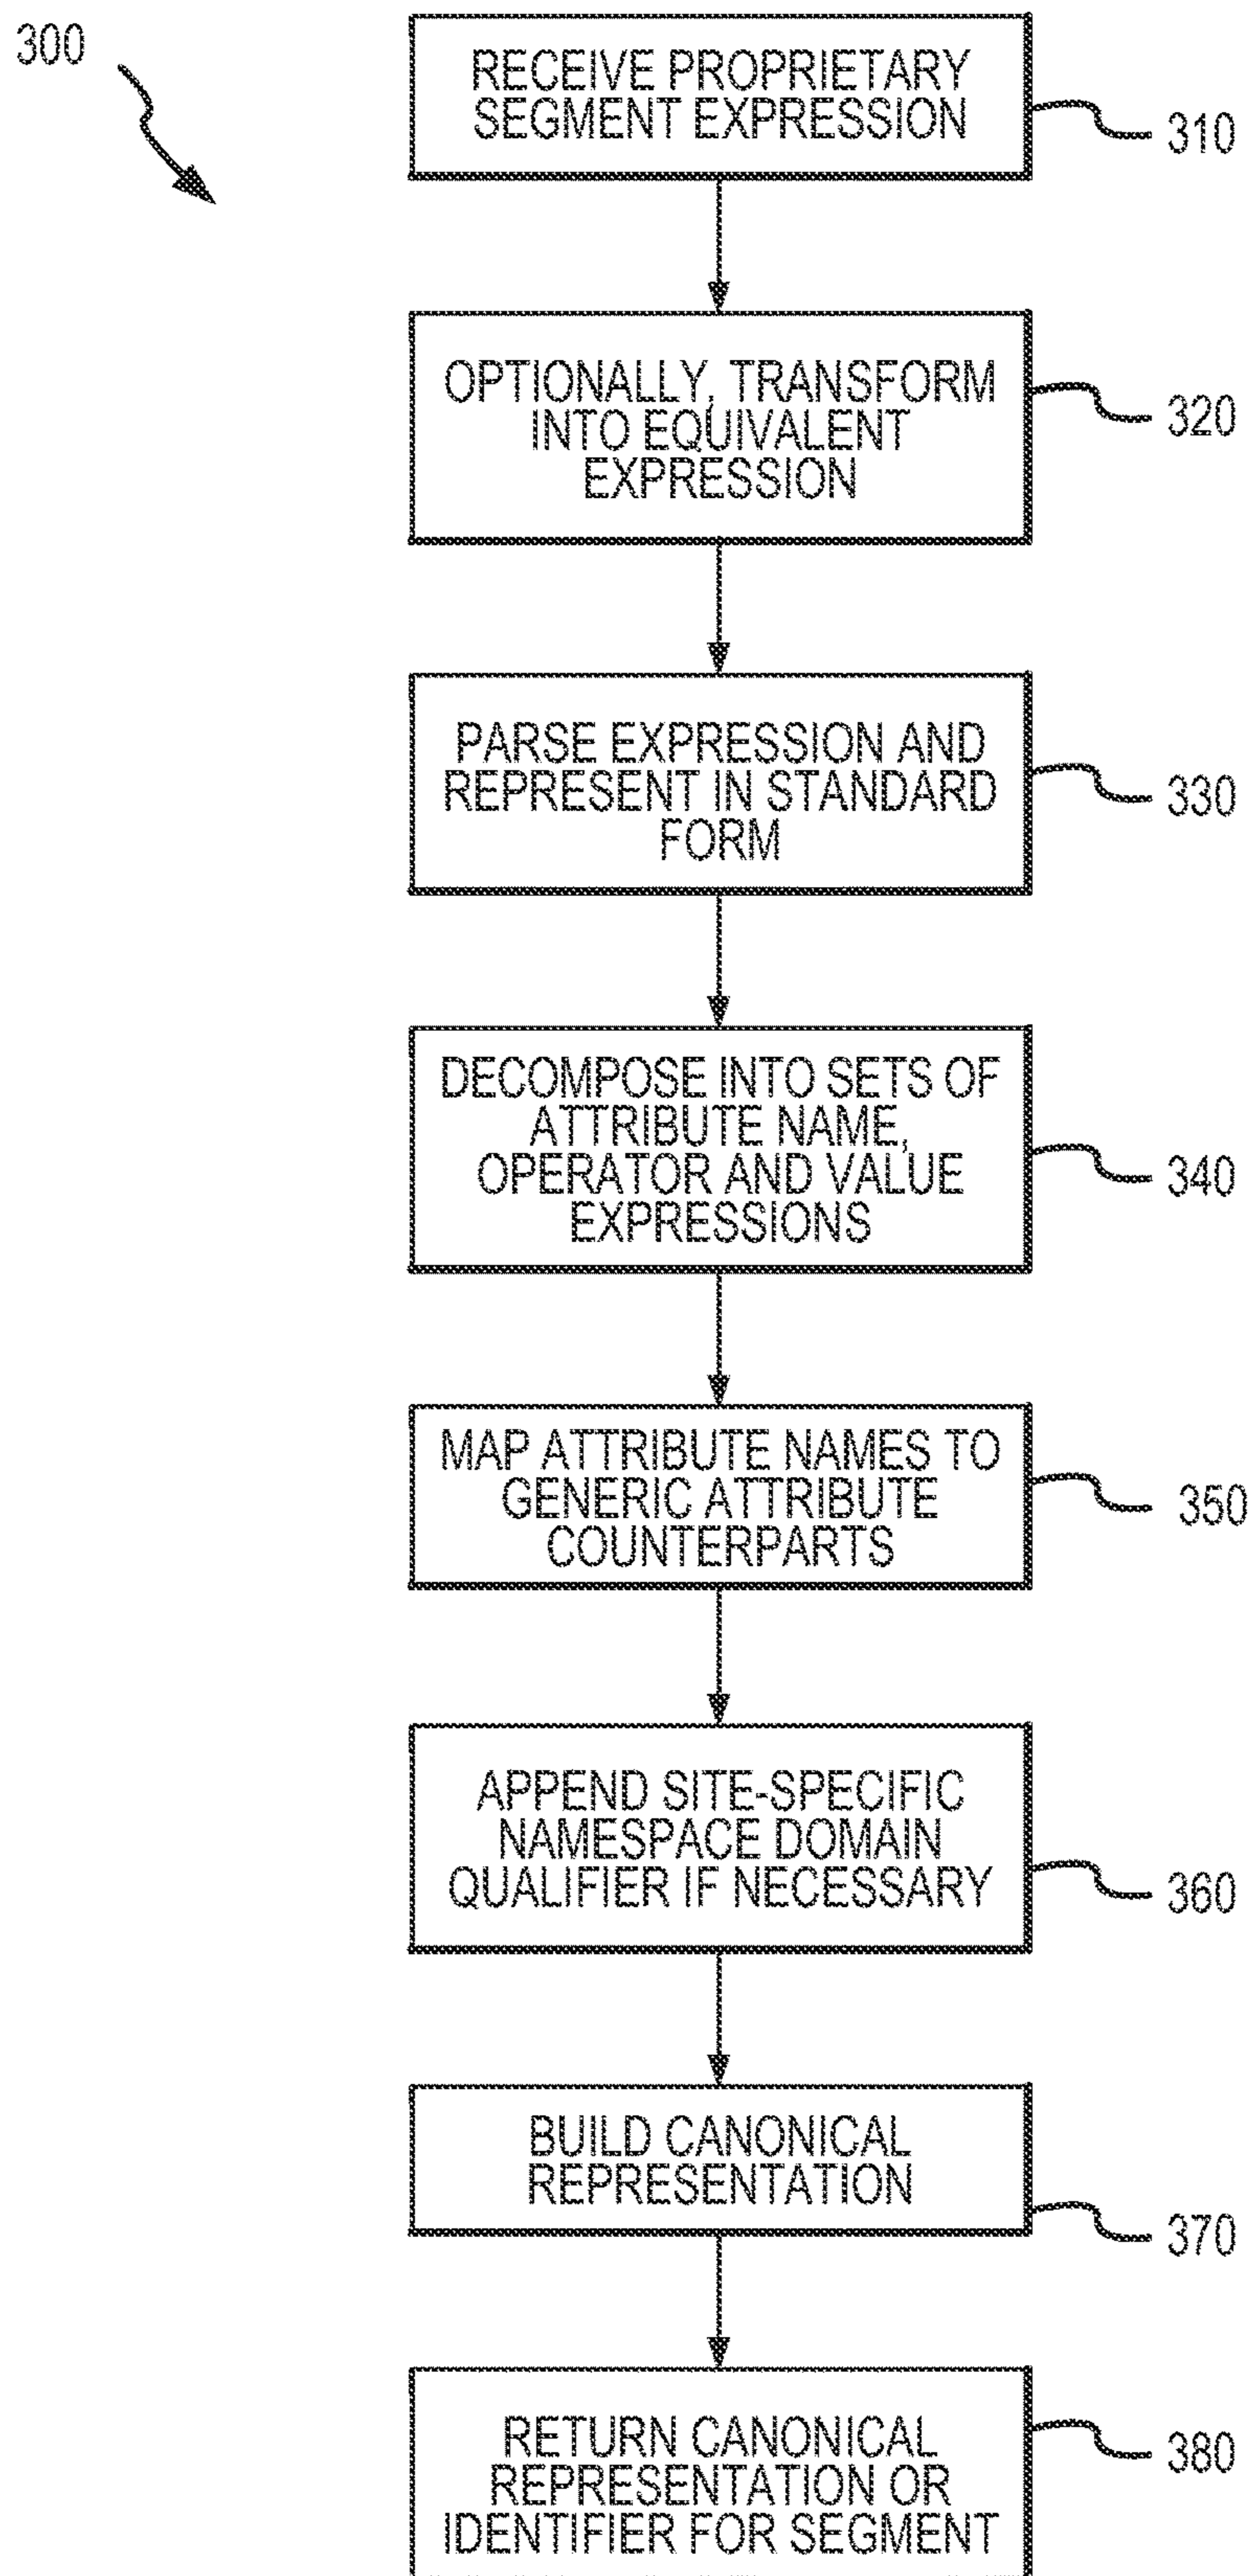 300
RECEIVE PROPRIETARY
SEGMENT EXPRESSION
310
OPTIONALLY, TRANSFORM
INTO EQUIVALENT
EXPRESSION
320
PARSE EXPRESSION AND
REPRESENT IN STANDARD
FORM
330
DECOMPOSE INTO SETS OF
ATTRIBUTE NAME,
OPERATOR AND VALUE
EXPRESSIONS
340
MAP ATTRIBUTE NAMES TO
GENERIC ATTRIBUTE
COUNTERPARTS
350
APPEND SITE-SPECIFIC
NAMESPACE DOMAIN
QUALIFIER IF NECESSARY
360
BUILD CANONICAL
REPRESENTATION
370
RETURN CANONICAL
REPRESENTATION OR
IDENTIFIER FOR SEGMENT
380